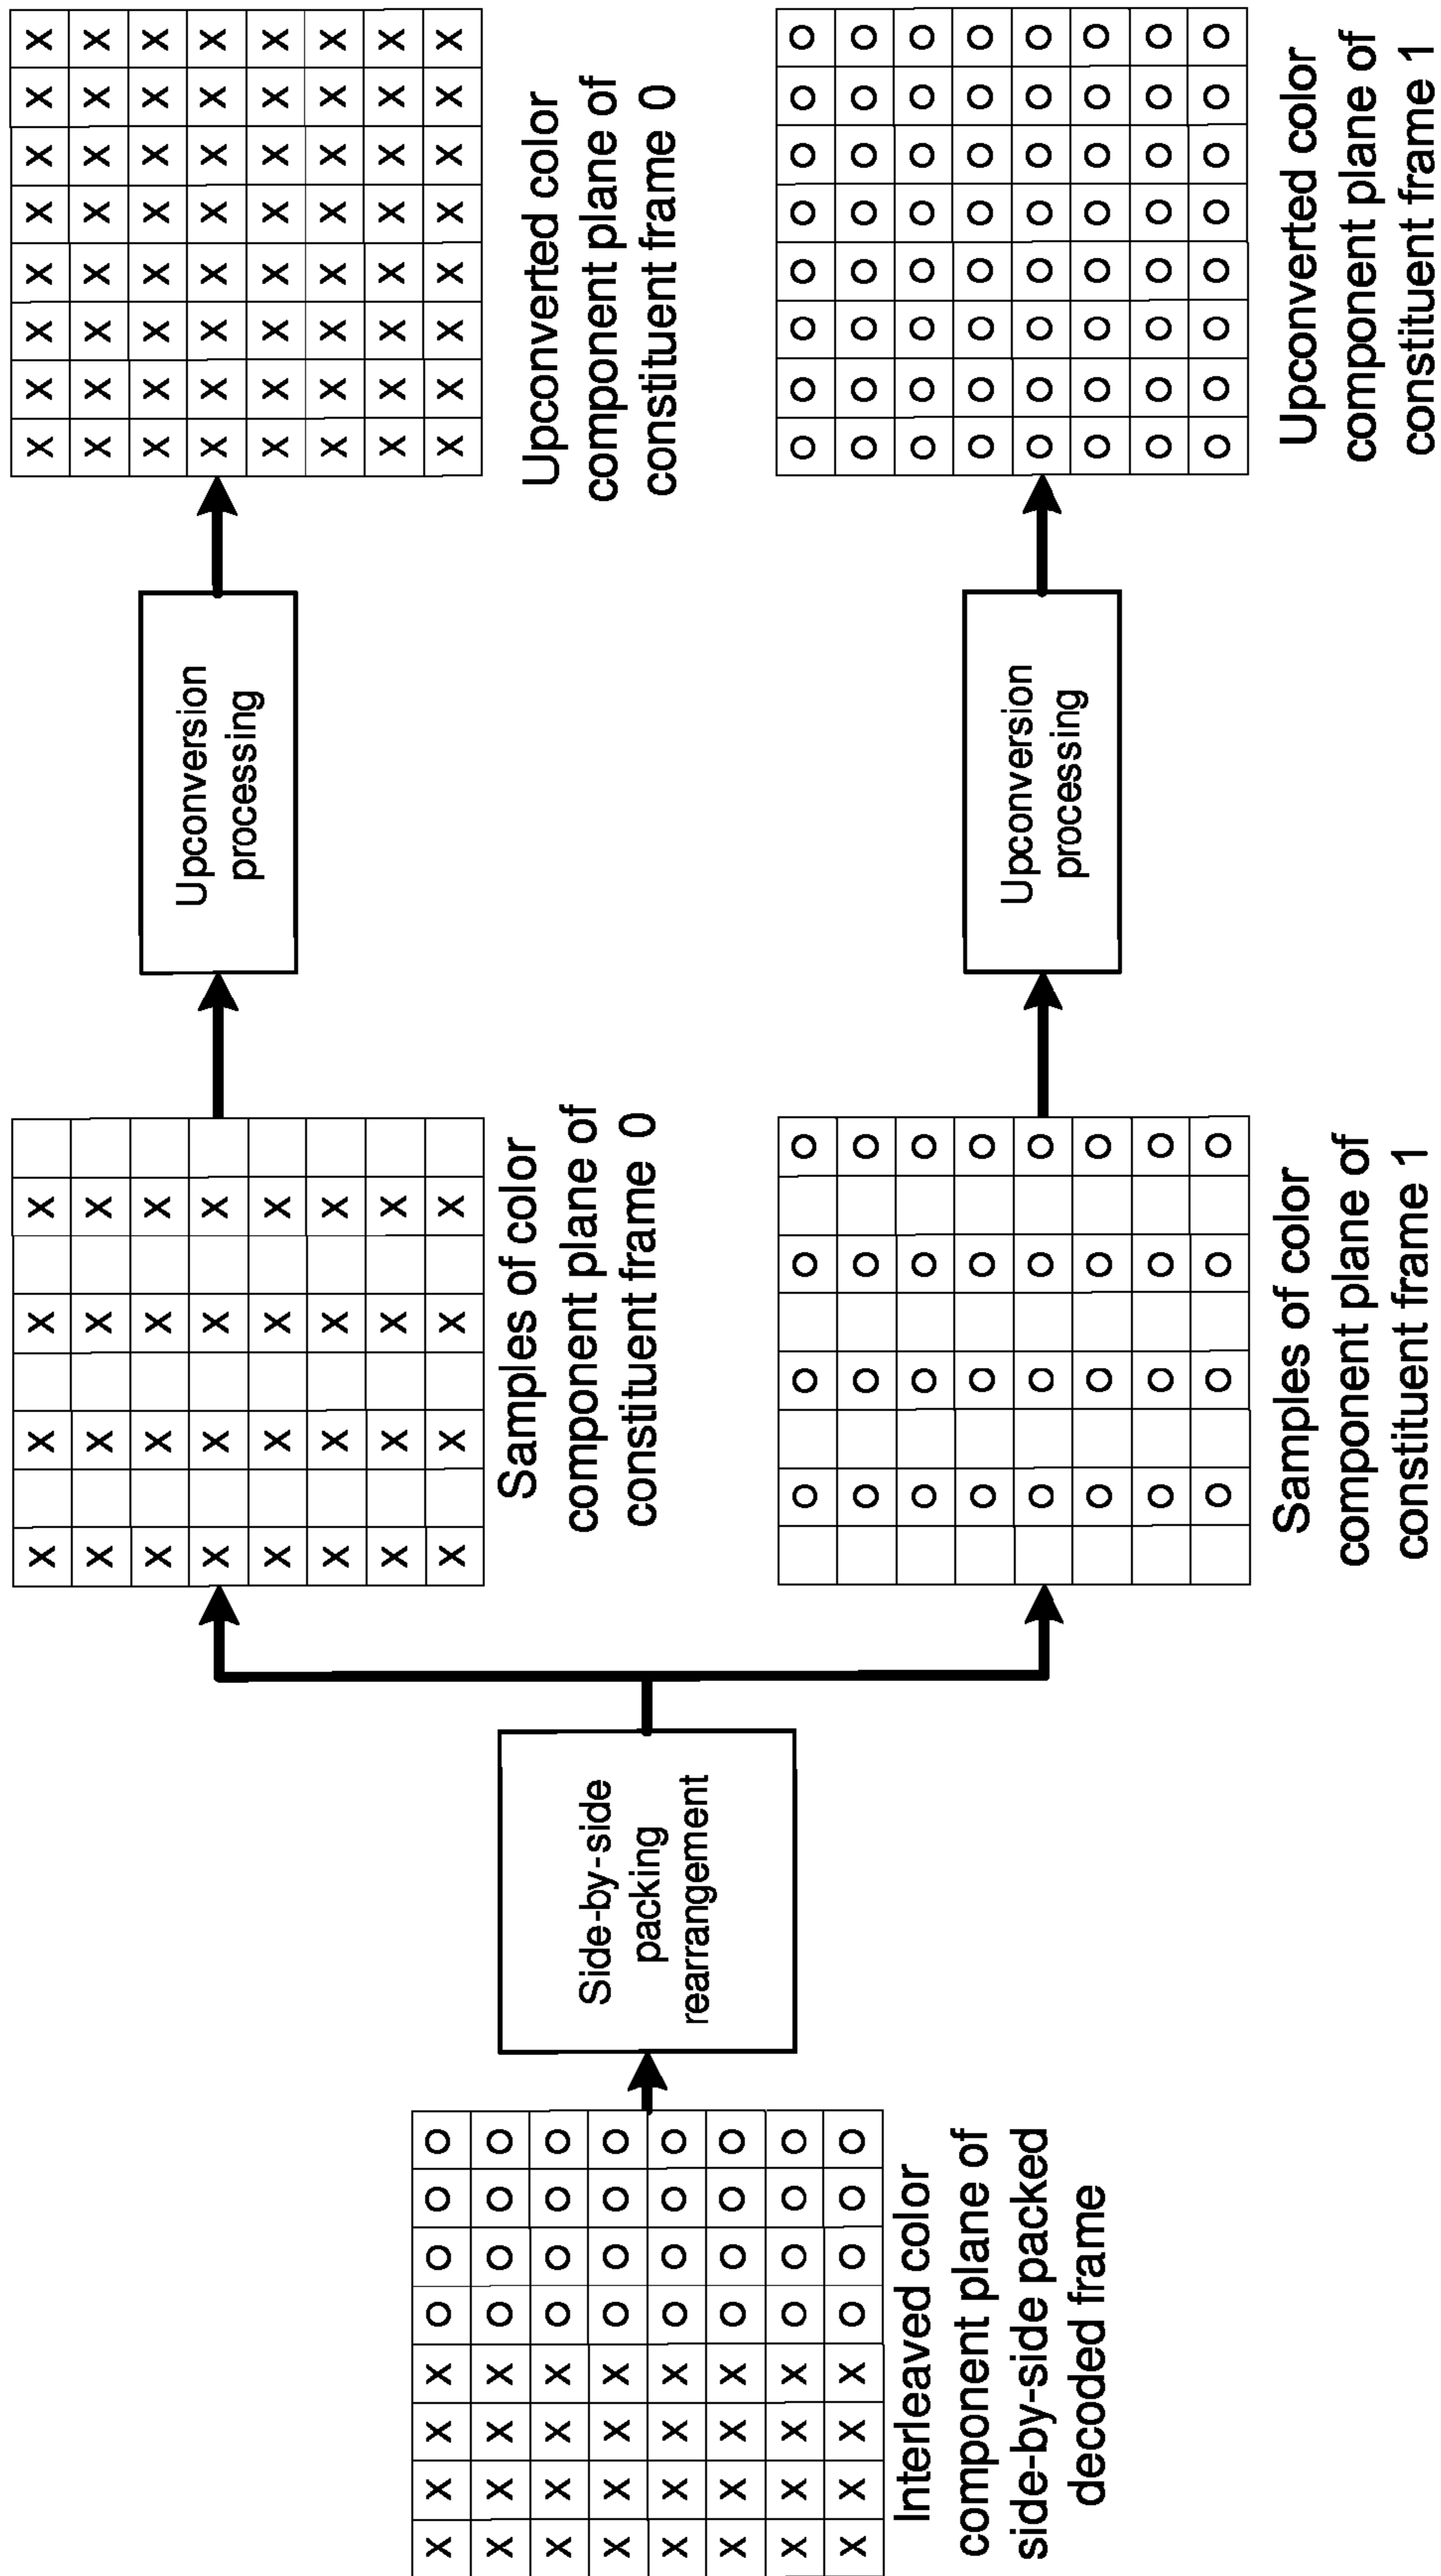 Interleaved color
component plane of
side-by-side packed
decoded frame
Side-by-side
packing
rearrangement
Samples of color
component plane of
constituent frame 0
Upconversion
processing
Upconverted color
component plane of
constituent frame 0
Samples of color
component plane of
constituent frame 1
Upconversion
processing
Upconverted color
component plane of
constituent frame 1